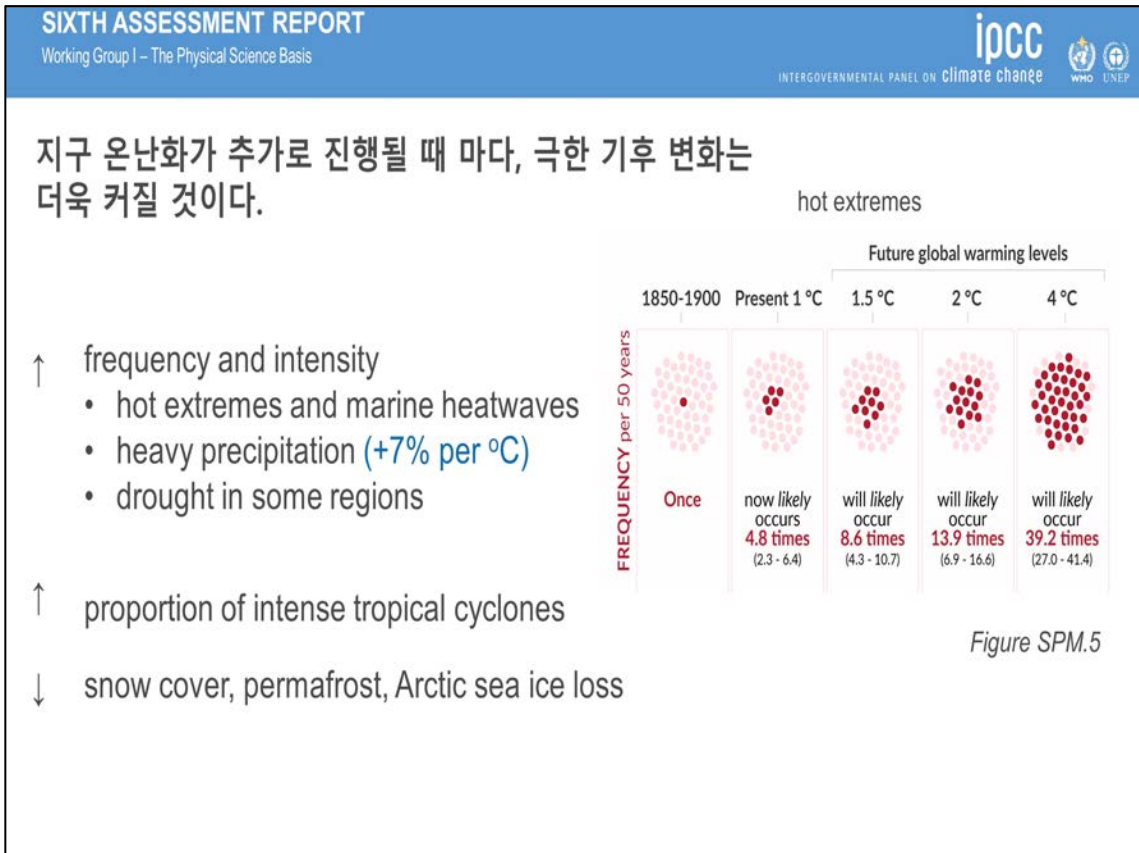 SIXTH ASSESSMENT REPORT
Working Group I – The Physical Science Basis
ipcc
INTERGOVERNMENTAL PANEL ON climate change
WMO
UNEP
지구 온난화가 추가로 진행될 때 마다, 극한 기후 변화는
더욱 커질 것이다.
↑ frequency and intensity
• hot extremes and marine heatwaves
• heavy precipitation (+7% per ºC)
• drought in some regions
↑ proportion of intense tropical cyclones
↓ snow cover, permafrost, Arctic sea ice loss
hot extremes
Future global warming levels
1850-1900 Present 1 °C 1.5 °C 2 °C 4 °C
FREQUENCY per 50 years
Once
now likely
occurs
4.8 times
(2.3 - 6.4)
will likely
occur
8.6 times
(4.3 - 10.7)
will likely
occur
13.9 times
(6.9 - 16.6)
will likely
occur
39.2 times
(27.0 - 41.4)
Figure SPM.5